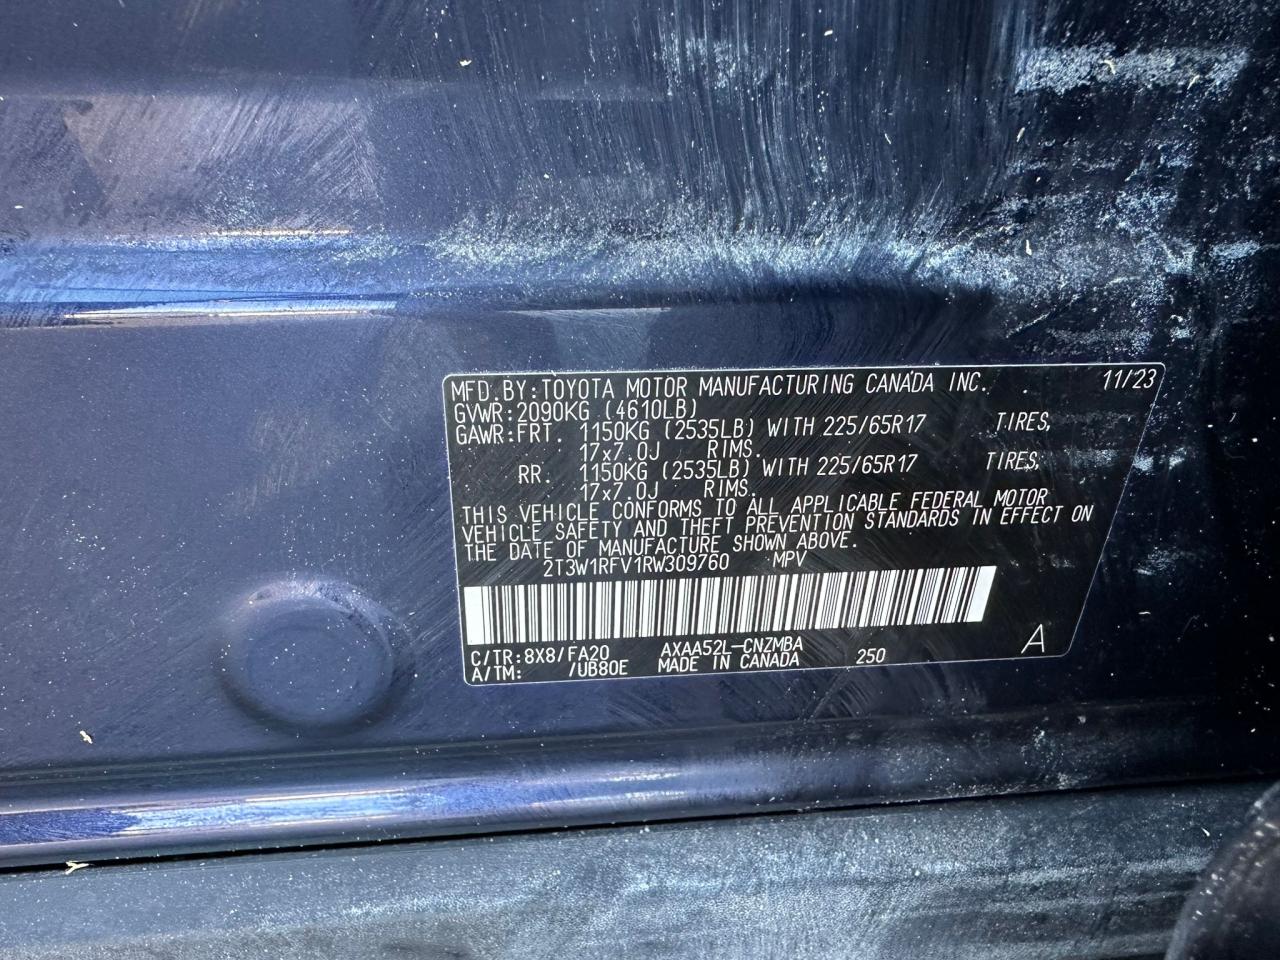 MFD.BY:TOYOTA MOTOR MANUFACTURING CANADA INC. 11/23
GVWR:2090KG (4610LB)
GAWR:FRT. 1150KG (2535LB) WITH 225/65R17 TIRES,
17x7.0J RIMS.
RR. 1150KG (2535LB) WITH 225/65R17 TIRES,
17x7.0J RIMS.
THIS VEHICLE CONFORMS TO ALL APPLICABLE FEDERAL MOTOR
VEHICLE SAFETY AND THEFT PREVENTION STANDARDS IN EFFECT ON
THE DATE OF MANUFACTURE SHOWN ABOVE.
2T3W1RFV1RW309760 MPV
C/TR:8X8/FA20 AXAA52L-CNZMBA
A/TM: /UB80E MADE IN CANADA 250 A